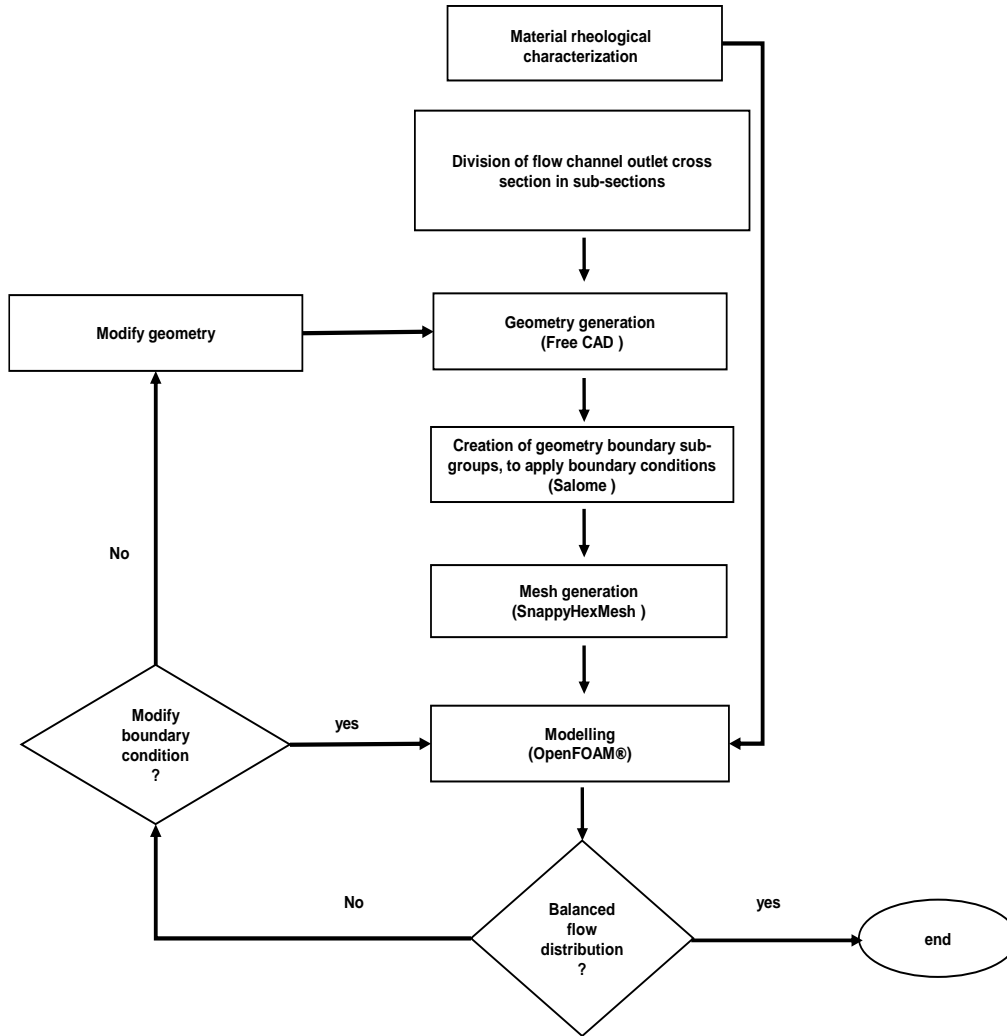 Material rheological
characterization
Division of flow channel outlet cross
section in sub-sections
Modify geometry
Geometry generation
(Free CAD )
Creation of geometry boundary sub-
groups, to apply boundary conditions
(Salome )
No
Mesh generation
(SnappyHexMesh )
Modify
boundary
condition
?
yes
Modelling
(OpenFOAM®)
No
Balanced
flow
distribution
?
yes
end